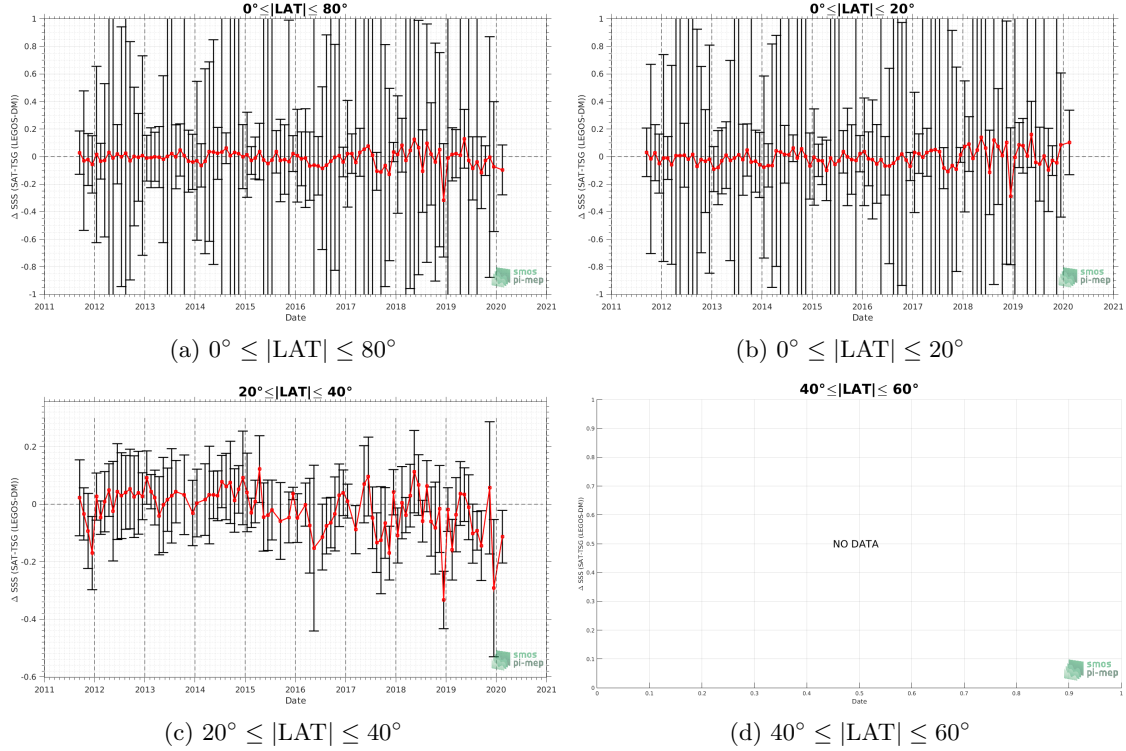 0°≤|LAT|≤ 80°
Δ SSS (SAT-TSG (LEGOS-DM))
1
0.8
0.6
0.4
0.2
0
-0.2
-0.4
-0.6
-0.8
-1
2011 2012 2013 2014 2015 2016 2017 2018 2019 2020 2021
Date
smos
pi-mep
(a) 0° ≤ |LAT| ≤ 80°
0°≤|LAT|≤ 20°
Δ SSS (SAT-TSG (LEGOS-DM))
1
0.8
0.6
0.4
0.2
0
-0.2
-0.4
-0.6
-0.8
-1
2011 2012 2013 2014 2015 2016 2017 2018 2019 2020 2021
Date
smos
pi-mep
(b) 0° ≤ |LAT| ≤ 20°
20°≤|LAT|≤ 40°
Δ SSS (SAT-TSG (LEGOS-DM))
0.2
0
-0.2
-0.4
-0.6
2011 2012 2013 2014 2015 2016 2017 2018 2019 2020 2021
Date
smos
pi-mep
(c) 20° ≤ |LAT| ≤ 40°
40°≤|LAT|≤ 60°
Δ SSS (SAT-TSG (LEGOS-DM))
1
0.9
0.8
0.7
0.6
0.5
0.4
0.3
0.2
0.1
0
NO DATA
0 0.1 0.2 0.3 0.4 0.5 0.6 0.7 0.8 0.9 1
Date
smos
pi-mep
(d) 40° ≤ |LAT| ≤ 60°